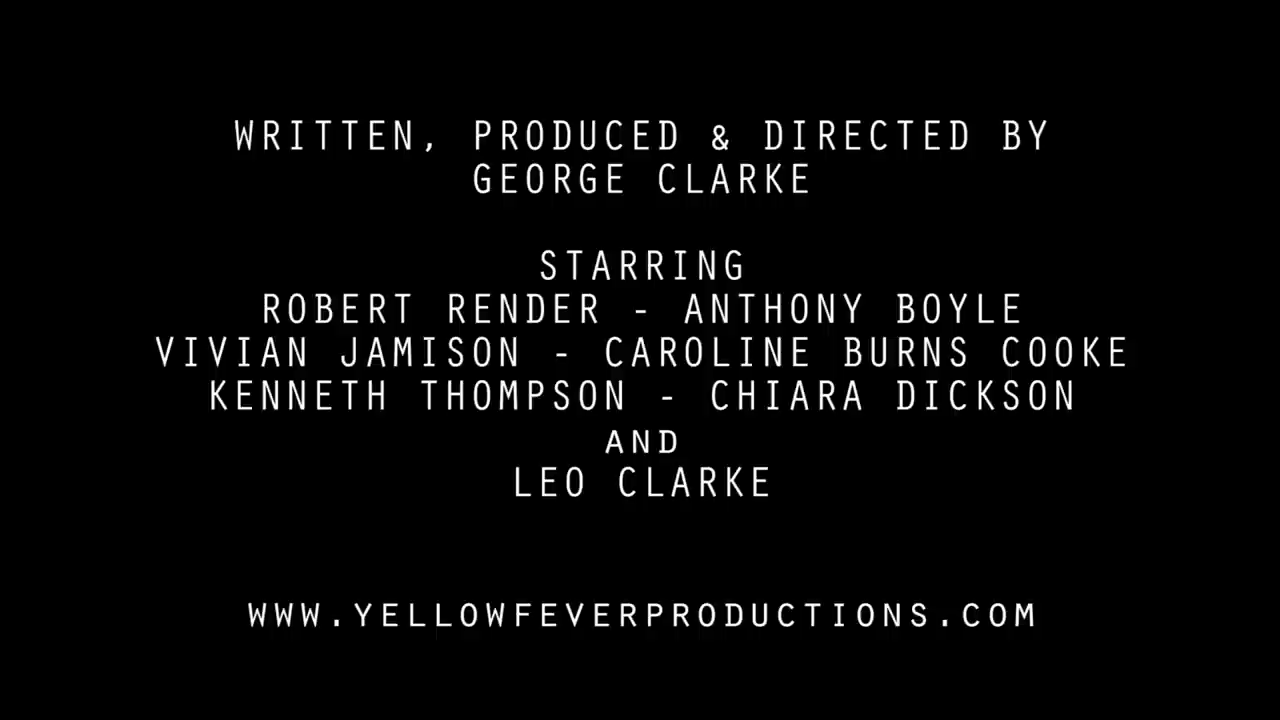 WRITTEN, PRODUCED & DIRECTED BY
GEORGE CLARKE
STARRING
ROBERT RENDER - ANTHONY BOYLE
VIVIAN JAMISON - CAROLINE BURNS COOKE
KENNETH THOMPSON - CHIARA DICKSON
AND
LEO CLARKE
WWW.YELLOWFEVERPRODUCTIONS.COM